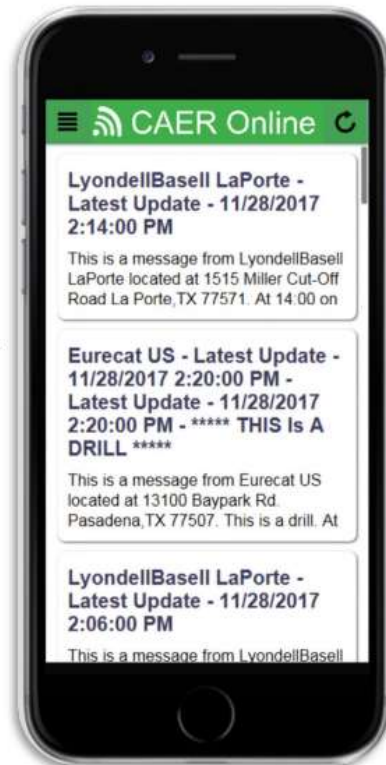 CAER Online
LyondellBasell LaPorte -
Latest Update - 11/28/2017
2:14:00 PM
This is a message from LyondellBasell
LaPorte located at 1515 Miller Cut-Off
Road La Porte,TX 77571. At 14:00 on
Eurecat US - Latest Update -
11/28/2017 2:20:00 PM -
Latest Update - 11/28/2017
2:20:00 PM - ***** THIS Is A
DRILL *****
This is a message from Eurecat US
located at 13100 Baypark Rd.
Pasadena,TX 77507. This is a drill. At
LyondellBasell LaPorte -
Latest Update - 11/28/2017
2:06:00 PM
This is a message from LyondellBasell